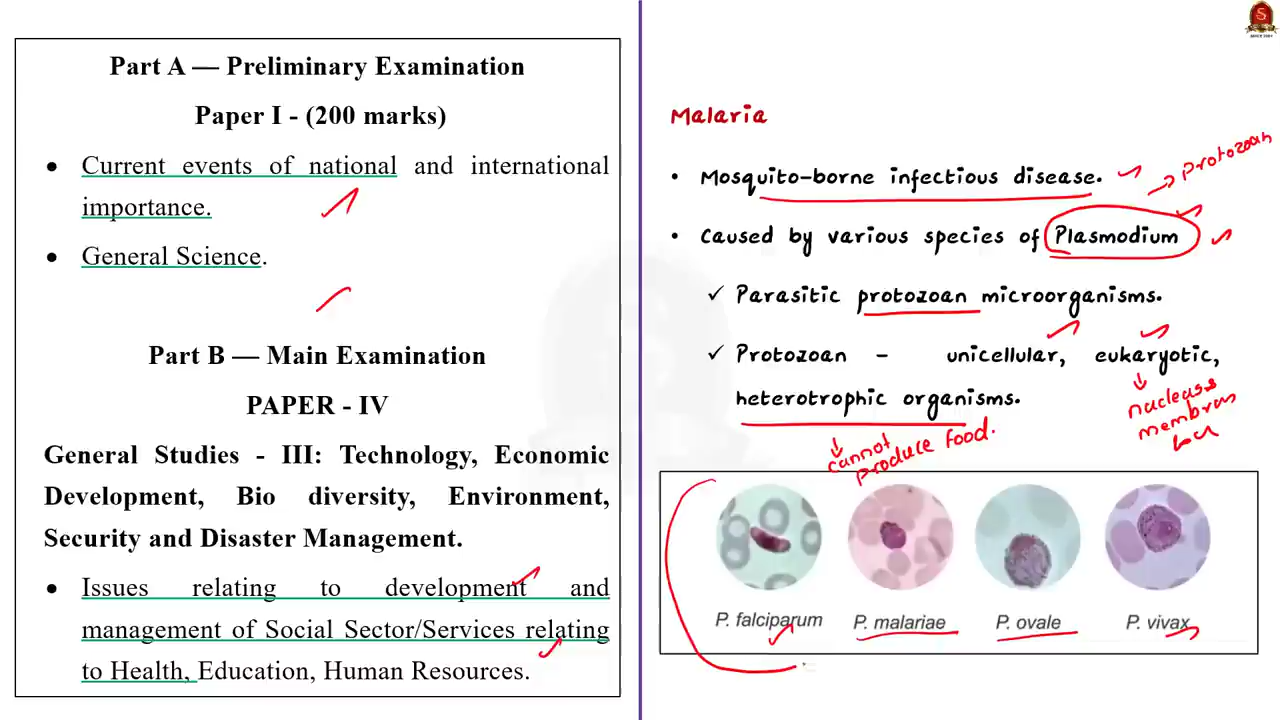 Part A — Preliminary Examination
Paper I - (200 marks)
• Current events of national and international
importance.
• General Science.
Part B — Main Examination
PAPER - IV
General Studies - III: Technology, Economic
Development, Bio diversity, Environment,
Security and Disaster Management.
• Issues relating to development and
management of Social Sector/Services relating
to Health, Education, Human Resources.
SINCE 2004
Malaria
• Mosquito-borne infectious disease.
→ Protozoan
• Caused by various species of Plasmodium
✓ Parasitic protozoan microorganisms.
✓ Protozoan - unicellular, eukaryotic,
heterotrophic organisms.
↓ nucleus
membran
↓ cannot
produce food.
P. falciparum P. malariae P. ovale P. vivax